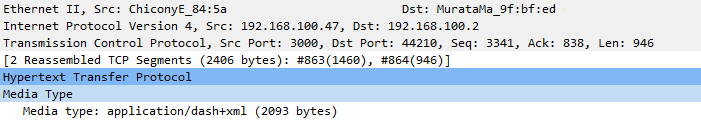 Ethernet II, Src: ChiconyE_84:5a Dst: MurataMa_9f:bf:ed
Internet Protocol Version 4, Src: 192.168.100.47, Dst: 192.168.100.2
Transmission Control Protocol, Src Port: 3000, Dst Port: 44210, Seq: 3341, Ack: 838, Len: 946
[2 Reassembled TCP Segments (2406 bytes): #863(1460), #864(946)]
Hypertext Transfer Protocol
Media Type
Media type: application/dash+xml (2093 bytes)